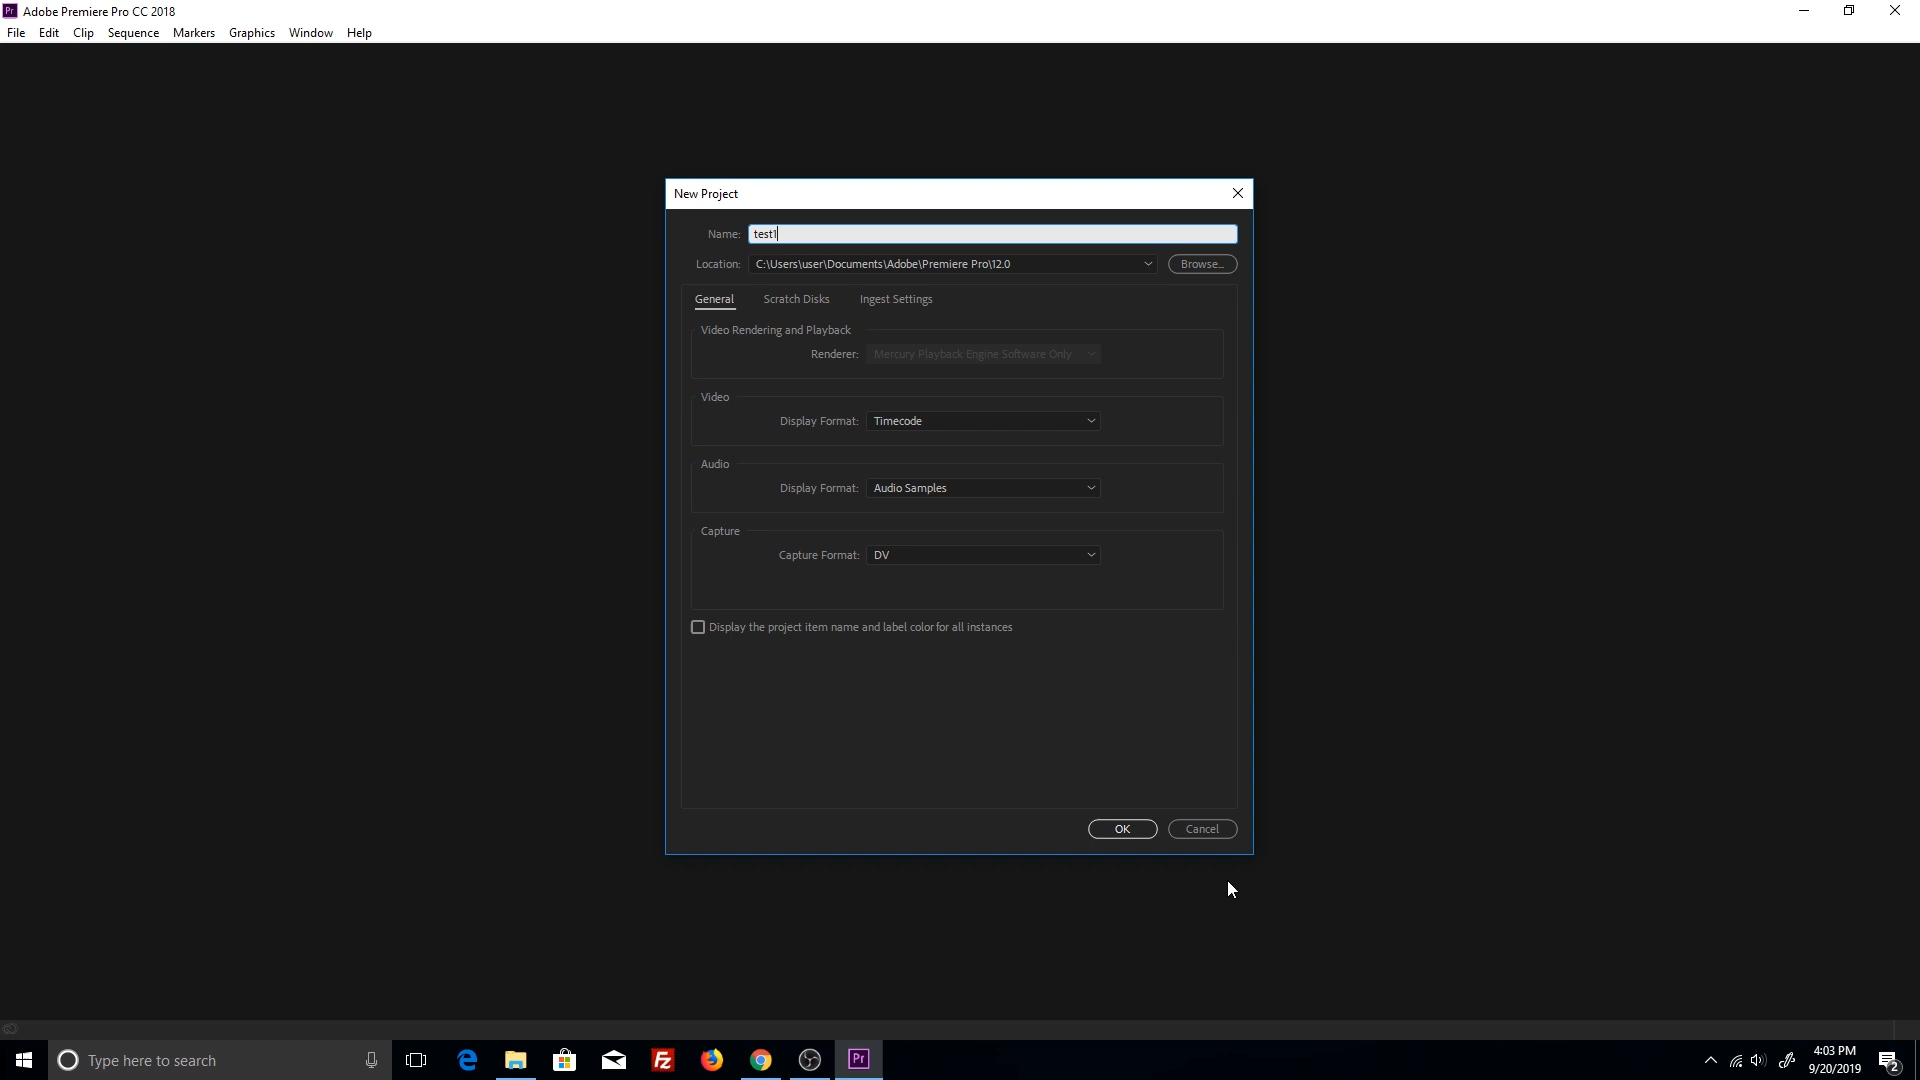 Pr Adobe Premiere Pro CC 2018
File Edit Clip Sequence Markers Graphics Window Help
New Project
Name: test1
Location: C:\Users\user\Documents\Adobe\Premiere Pro\12.0 Browse...
General Scratch Disks Ingest Settings
Video Rendering and Playback
Renderer: Mercury Playback Engine Software Only
Video
Display Format: Timecode
Audio
Display Format: Audio Samples
Capture
Capture Format: DV
Display the project item name and label color for all instances
OK Cancel
Type here to search
Fz
Pr
4:03 PM
9/20/2019
2